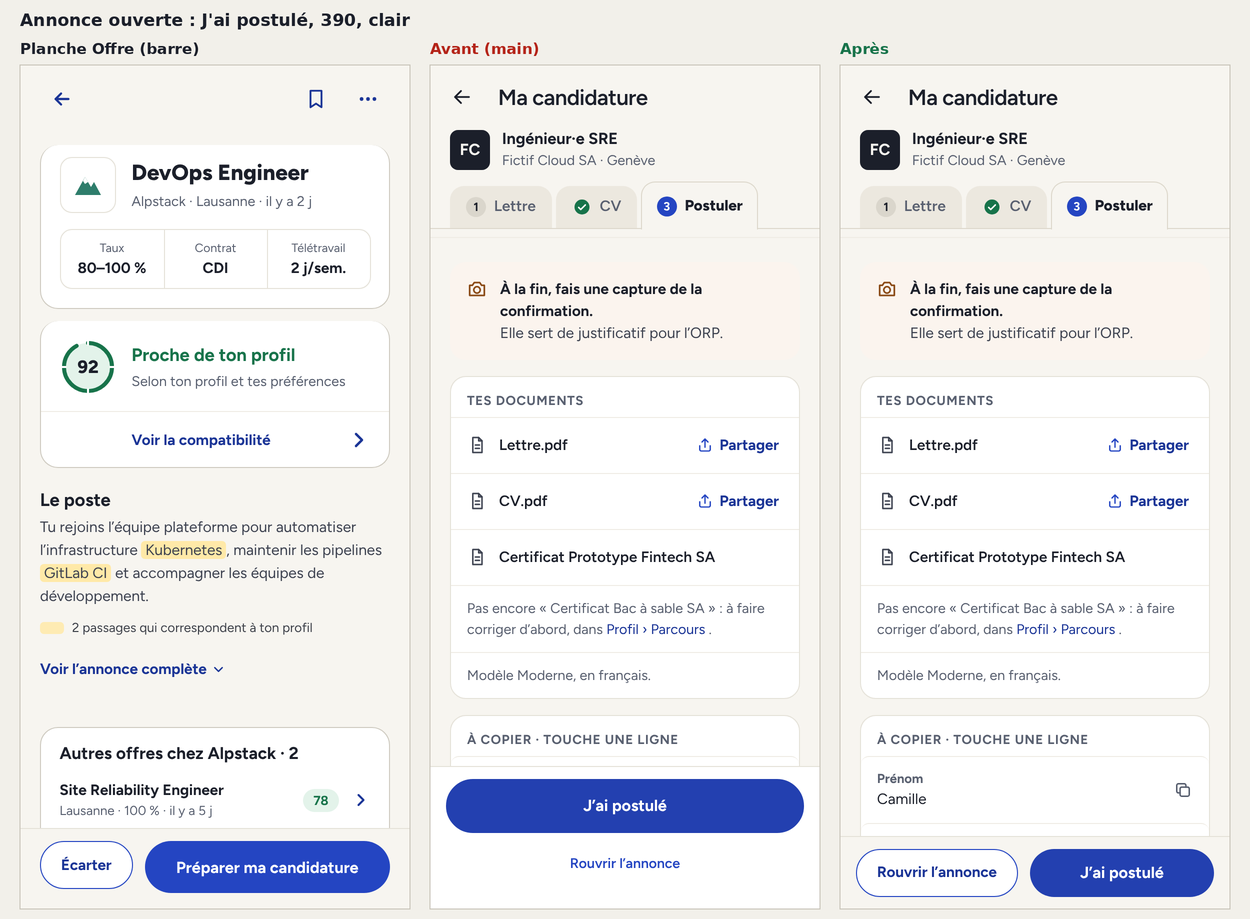 Annonce ouverte : J'ai postulé, 390, clair
Planche Offre (barre)
DevOps Engineer
Alpstack · Lausanne · il y a 2 j
Taux
80–100 %
Contrat
CDI
Télétravail
2 j/sem.
92
Proche de ton profil
Selon ton profil et tes préférences
Voir la compatibilité
Le poste
Tu rejoins l’équipe plateforme pour automatiser
l’infrastructure Kubernetes, maintenir les pipelines
GitLab CI et accompagner les équipes de
développement.
2 passages qui correspondent à ton profil
Voir l’annonce complète
Autres offres chez Alpstack · 2
Site Reliability Engineer
Lausanne · 100 % · il y a 5 j
78
Écarter
Préparer ma candidature
Avant (main)
Ma candidature
FC
Ingénieur·e SRE
Fictif Cloud SA · Genève
1 Lettre
CV
3 Postuler
À la fin, fais une capture de la
confirmation.
Elle sert de justificatif pour l’ORP.
TES DOCUMENTS
Lettre.pdf
Partager
CV.pdf
Partager
Certificat Prototype Fintech SA
Pas encore « Certificat Bac à sable SA » : à faire
corriger d’abord, dans Profil › Parcours .
Modèle Moderne, en français.
À COPIER · TOUCHE UNE LIGNE
J’ai postulé
Rouvrir l’annonce
Après
Ma candidature
FC
Ingénieur·e SRE
Fictif Cloud SA · Genève
1 Lettre
CV
3 Postuler
À la fin, fais une capture de la
confirmation.
Elle sert de justificatif pour l’ORP.
TES DOCUMENTS
Lettre.pdf
Partager
CV.pdf
Partager
Certificat Prototype Fintech SA
Pas encore « Certificat Bac à sable SA » : à faire
corriger d’abord, dans Profil › Parcours .
Modèle Moderne, en français.
À COPIER · TOUCHE UNE LIGNE
Prénom
Camille
Rouvrir l’annonce
J’ai postulé